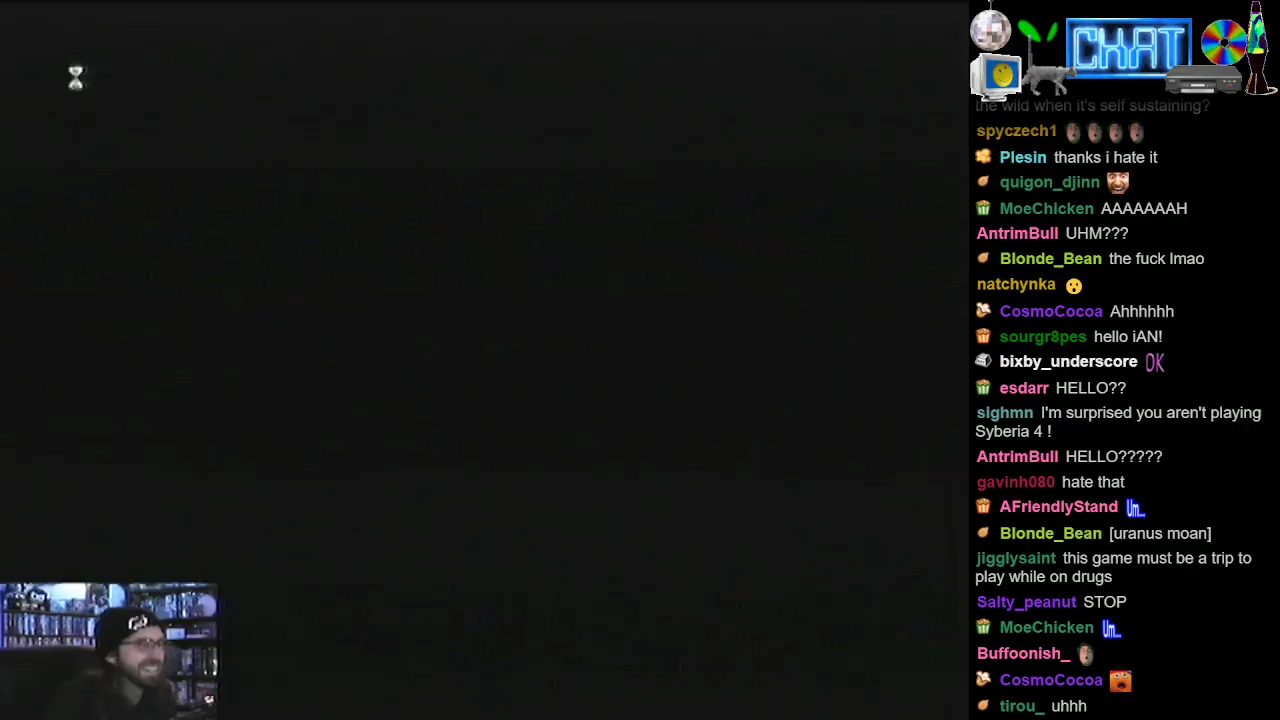 CHAT
the wild when it's self sustaining?
spyczech1
Plesin thanks i hate it
quigon_djinn
MoeChicken AAAAAAAH
AntrimBull UHM???
Blonde_Bean the fuck lmao
natchynka
CosmoCocoa Ahhhhhh
sourgr8pes hello iAN!
bixby_underscore OK
esdarr HELLO??
sighmn I'm surprised you aren't playing
Syberia 4 !
AntrimBull HELLO?????
gavinh080 hate that
AFriendlyStand Um...
Blonde_Bean [uranus moan]
jigglysaint this game must be a trip to
play while on drugs
Salty_peanut STOP
MoeChicken Um...
Buffoonish_
CosmoCocoa
tirou_ uhhh